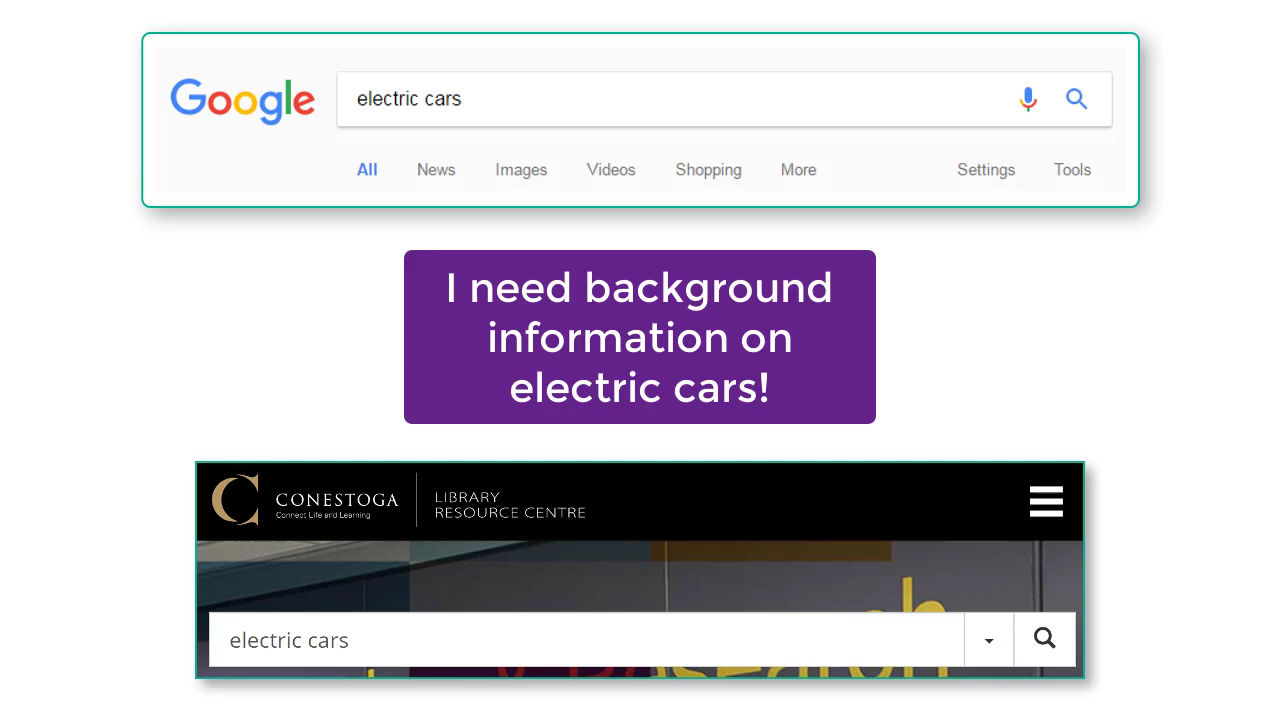 Google
electric cars
All News Images Videos Shopping More Settings Tools
I need background
information on
electric cars!
CONESTOGA
Connect Life and Learning
LIBRARY
RESOURCE CENTRE
electric cars